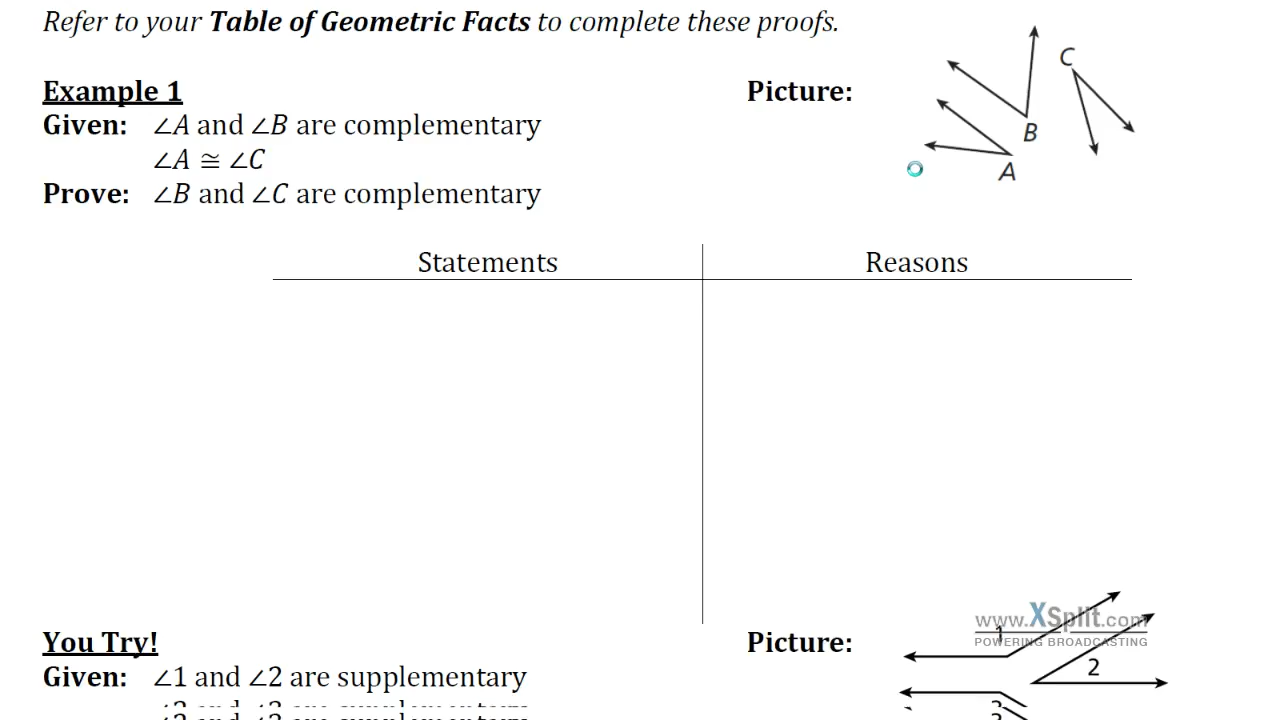 Refer to your Table of Geometric Facts to complete these proofs.
Example 1
Picture:
C
B
A
Given: ∠A and ∠B are complementary
∠A ≅ ∠C
Prove: ∠B and ∠C are complementary
Statements
Reasons
You Try!
Picture:
www.XSplit.com
POWERING BROADCASTING
1
2
3
Given: ∠1 and ∠2 are supplementary